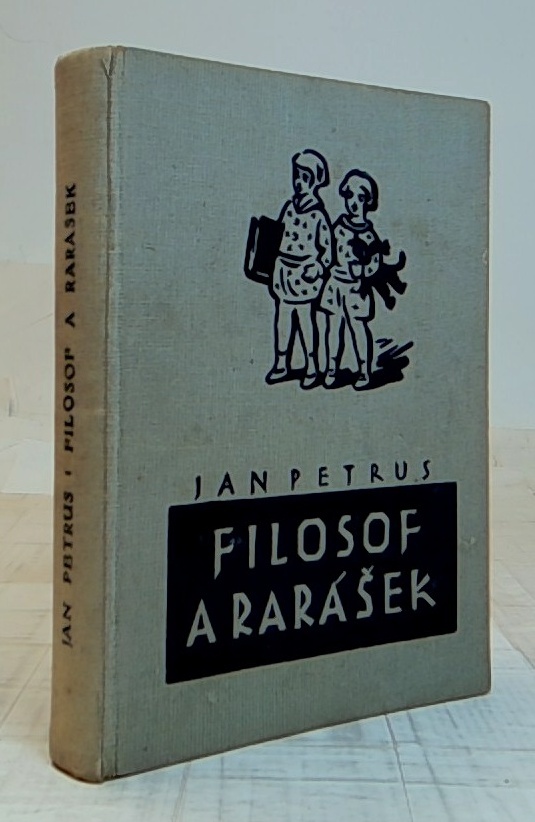 JAN PETRUS
FILOSOF
A RARÁŠEK
JAN PETRUS · FILOSOF A RARÁŠEK